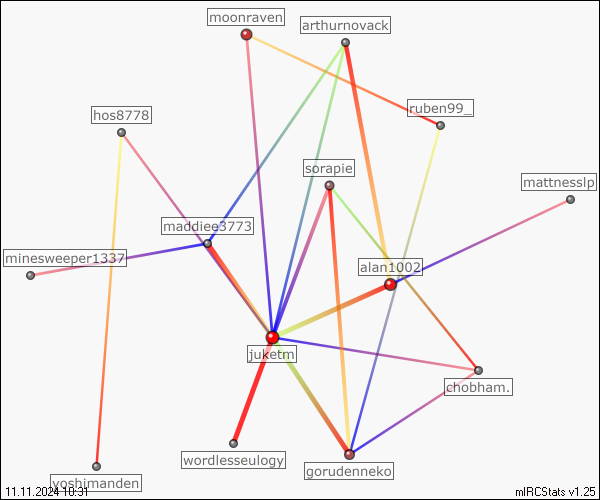 moonraven
arthurnovack
hos8778
ruben99_
sorapie
mattnesslp
maddiee3773
minesweeper1337
alan1002
juketm
chobham.
wordlesseulogy
gorudenneko
yoshimanden
11.11.2024 10:31
mIRCStats v1.25